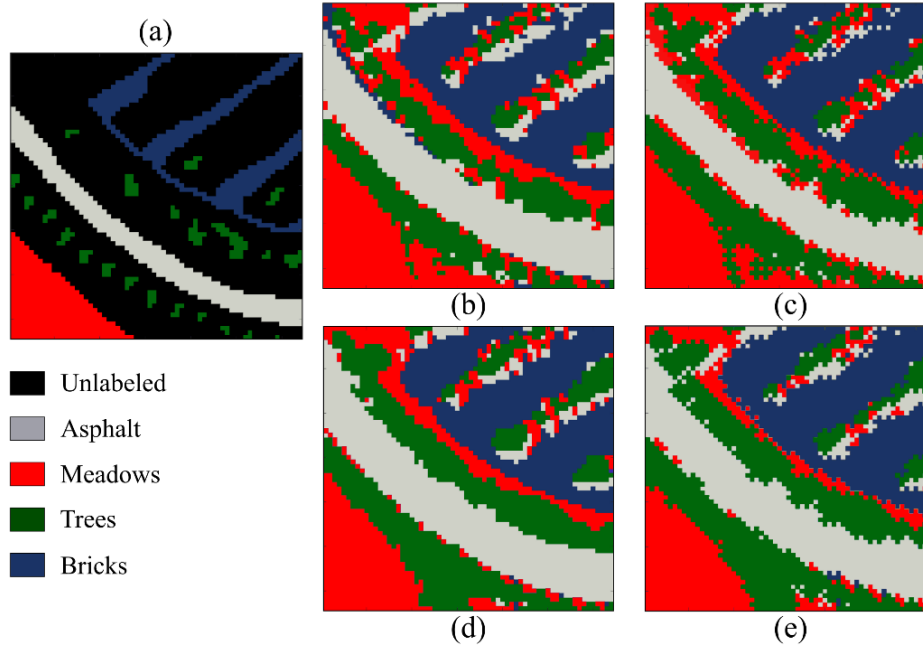 (a)
(b)
(c)
Unlabeled
Asphalt
Meadows
Trees
Bricks
(d)
(e)